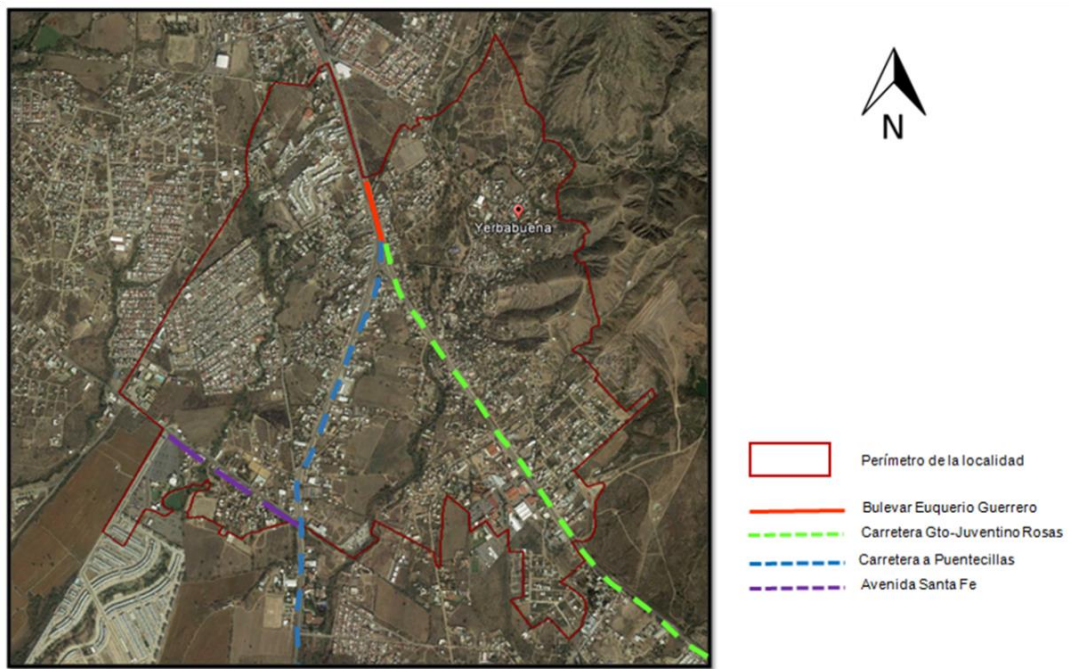 N
Yerbabuena
Perímetro de la localidad
Bulevar Euquerio Guerrero
Carretera Gto-Juventino Rosas
Carretera a Puentecillas
Avenida Santa Fe